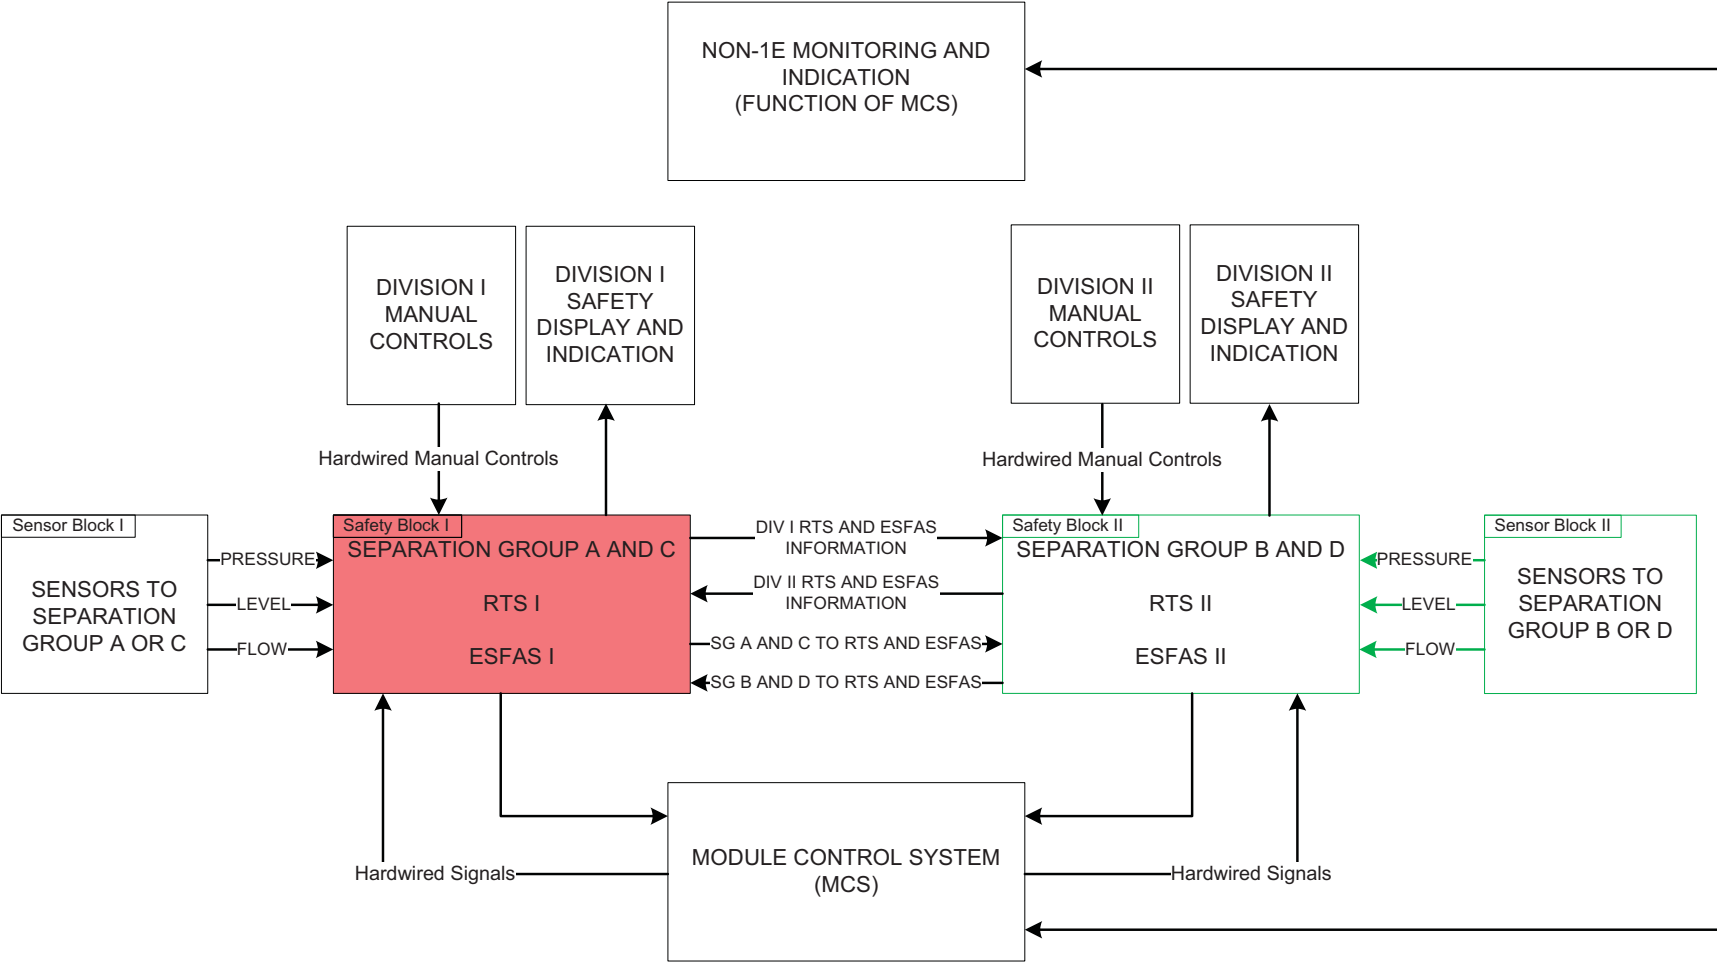 NON-1E MONITORING AND
INDICATION
(FUNCTION OF MCS)
DIVISION I
MANUAL
CONTROLS
DIVISION I
SAFETY
DISPLAY AND
INDICATION
DIVISION II
MANUAL
CONTROLS
DIVISION II
SAFETY
DISPLAY AND
INDICATION
Hardwired Manual Controls
Hardwired Manual Controls
Sensor Block I
SENSORS TO
SEPARATION
GROUP A OR C
PRESSURE
LEVEL
FLOW
Safety Block I
SEPARATION GROUP A AND C
RTS I
ESFAS I
DIV I RTS AND ESFAS
INFORMATION
DIV II RTS AND ESFAS
INFORMATION
SG A AND C TO RTS AND ESFAS
SG B AND D TO RTS AND ESFAS
Safety Block II
SEPARATION GROUP B AND D
RTS II
ESFAS II
PRESSURE
LEVEL
FLOW
Sensor Block II
SENSORS TO
SEPARATION
GROUP B OR D
Hardwired Signals
MODULE CONTROL SYSTEM
(MCS)
Hardwired Signals